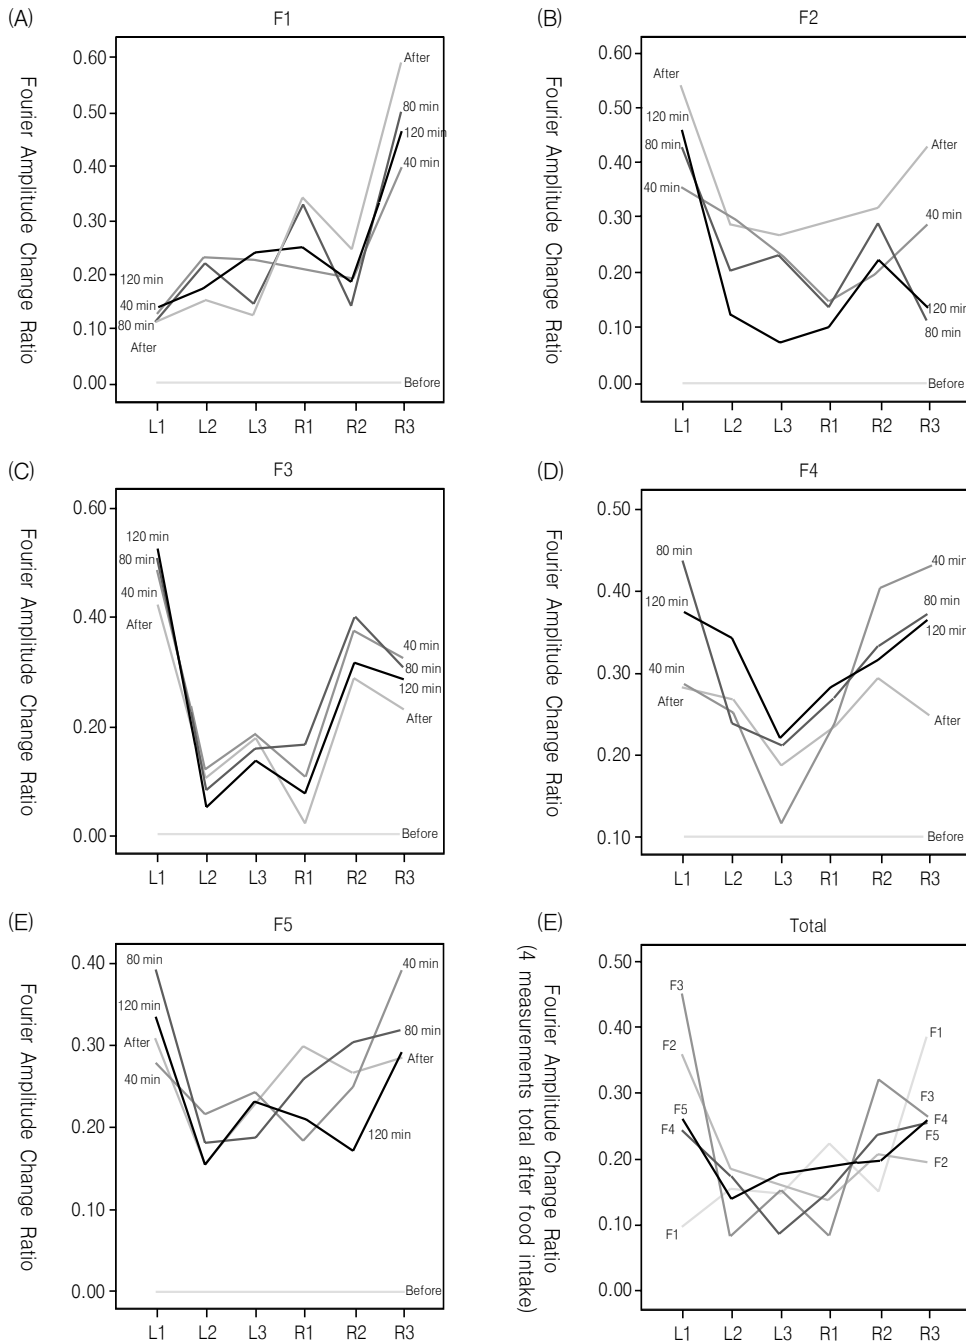 (A)
F1
Fourier Amplitude Change Ratio
0.60
0.50
0.40
0.30
0.20
0.10
0.00
After
80 min
120 min
40 min
120 min
40 min
80 min
After
Before
L1 L2 L3 R1 R2 R3
(B)
F2
Fourier Amplitude Change Ratio
0.60
0.50
0.40
0.30
0.20
0.10
0.00
After
120 min
80 min
40 min
After
40 min
120 min
80 min
Before
L1 L2 L3 R1 R2 R3
(C)
F3
Fourier Amplitude Change Ratio
0.60
0.40
0.20
0.00
120 min
80 min
40 min
After
40 min
80 min
120 min
After
Before
L1 L2 L3 R1 R2 R3
(D)
F4
Fourier Amplitude Change Ratio
0.50
0.40
0.30
0.20
0.10
80 min
120 min
40 min
After
40 min
80 min
120 min
After
Before
L1 L2 L3 R1 R2 R3
(E)
F5
Fourier Amplitude Change Ratio
0.40
0.30
0.20
0.10
0.00
80 min
120 min
After
40 min
40 min
80 min
After
120 min
Before
L1 L2 L3 R1 R2 R3
(E)
Total
Fourier Amplitude Change Ratio
(4 measurements total after food intake)
0.50
0.40
0.30
0.20
0.10
0.00
F3
F2
F5
F4
F1
F1
F3
F4
F5
F2
L1 L2 L3 R1 R2 R3